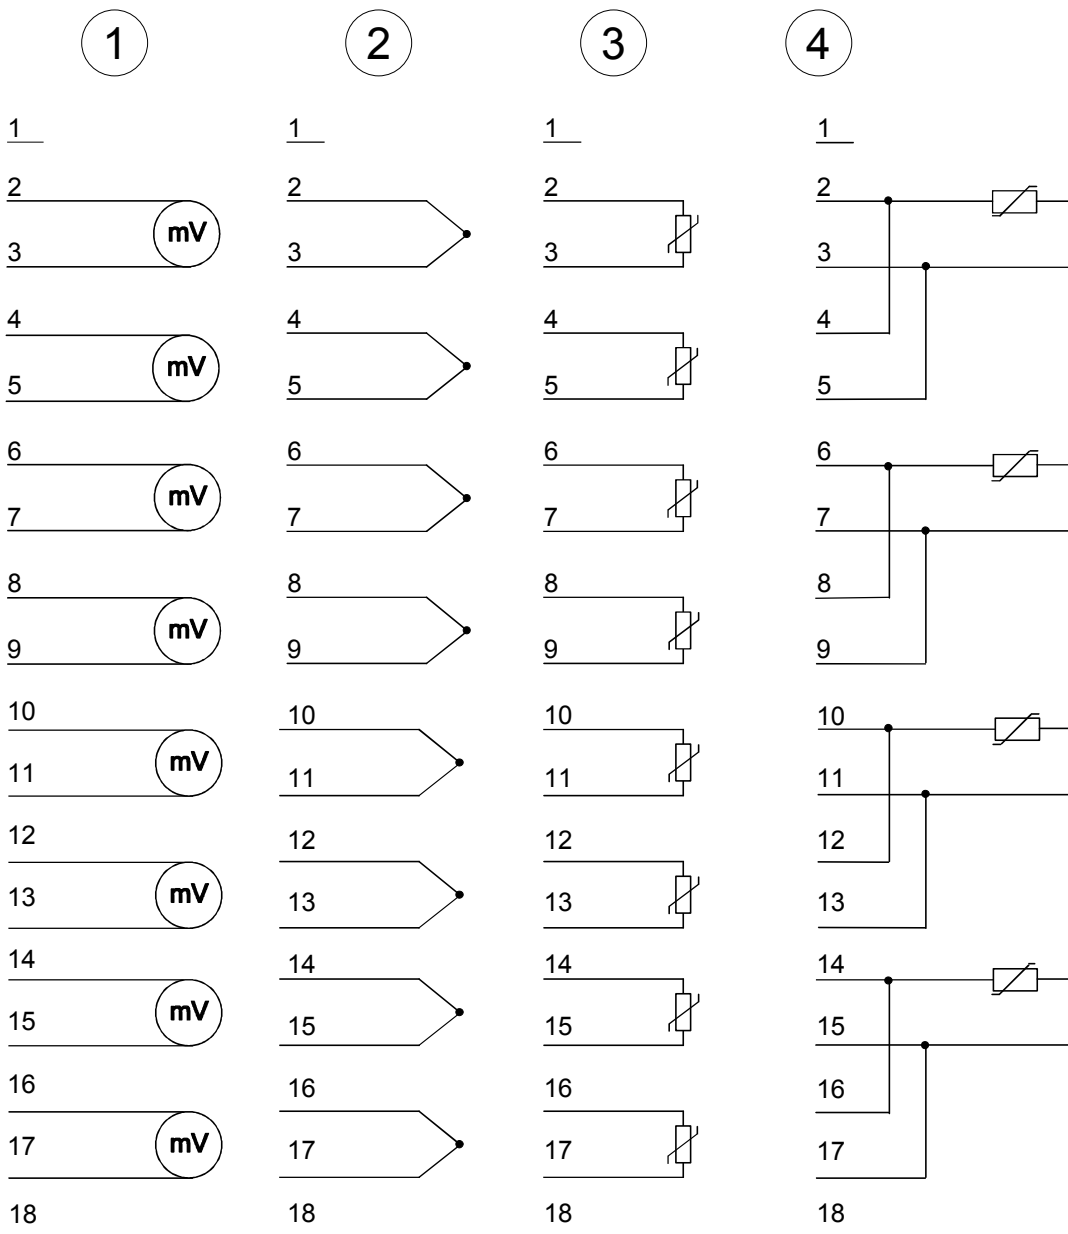 1 2 3 4
1 1 1 1
2 2 2 2
mV
3 3 3 3
4 4 4 4
mV
5 5 5 5
6 6 6 6
mV
7 7 7 7
8 8 8 8
mV
9 9 9 9
10 10 10 10
mV
11 11 11 11
12 12 12 12
mV
13 13 13 13
14 14 14 14
mV
15 15 15 15
16 16 16 16
mV
17 17 17 17
18 18 18 18